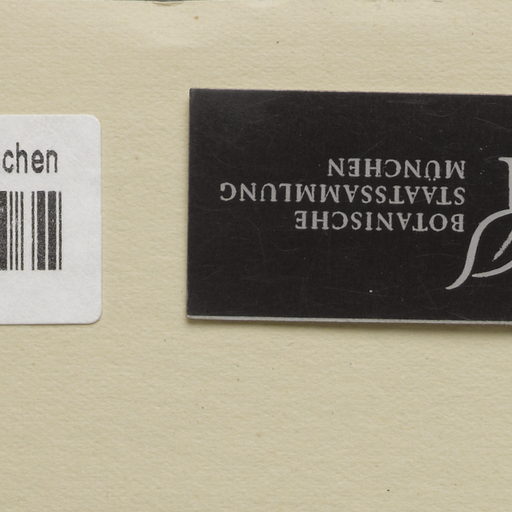 chen
BOTANISCHE
STAATSSAMMLUNG
MÜNCHEN